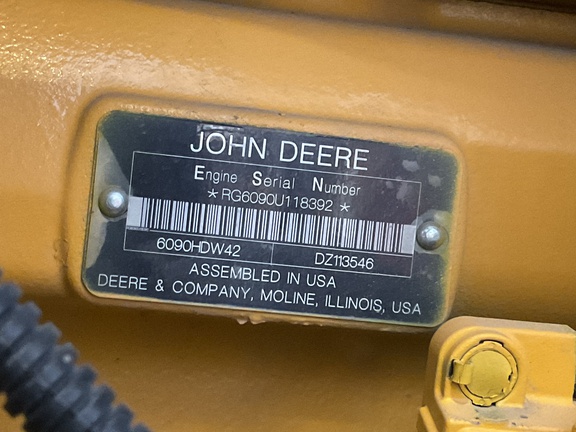 JOHN DEERE
Engine Serial Number
*RG6090U118392*
6090HDW42 DZ113546
ASSEMBLED IN USA
DEERE & COMPANY, MOLINE, ILLINOIS, USA